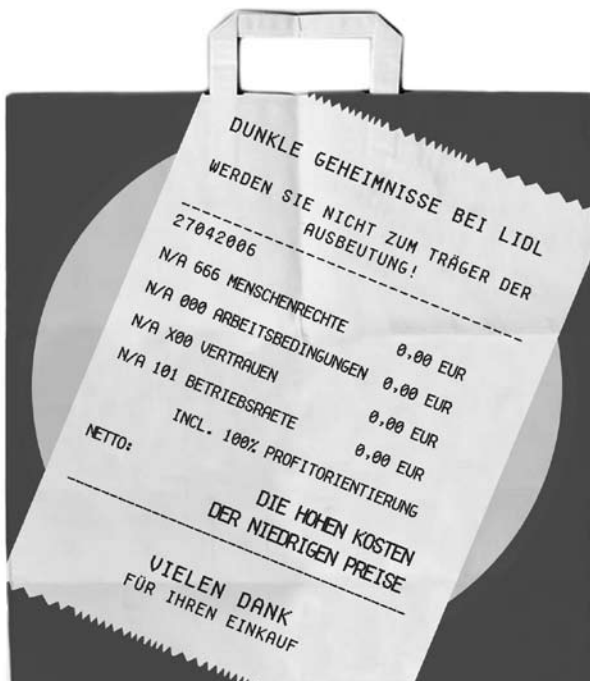 DUNKLE GEHEIMNISSE BEI LIDL
WERDEN SIE NICHT ZUM TRÄGER DER
AUSBEUTUNG!
27042006
N/A 666 MENSCHENRECHTE 0,00 EUR
N/A 000 ARBEITSBEDINGUNGEN 0,00 EUR
N/A X00 VERTRAUEN 0,00 EUR
N/A 101 BETRIEBSRAETE 0,00 EUR
INCL. 100% PROFITORIENTIERUNG
NETTO:
DIE HOHEN KOSTEN
DER NIEDRIGEN PREISE
VIELEN DANK
FÜR IHREN EINKAUF